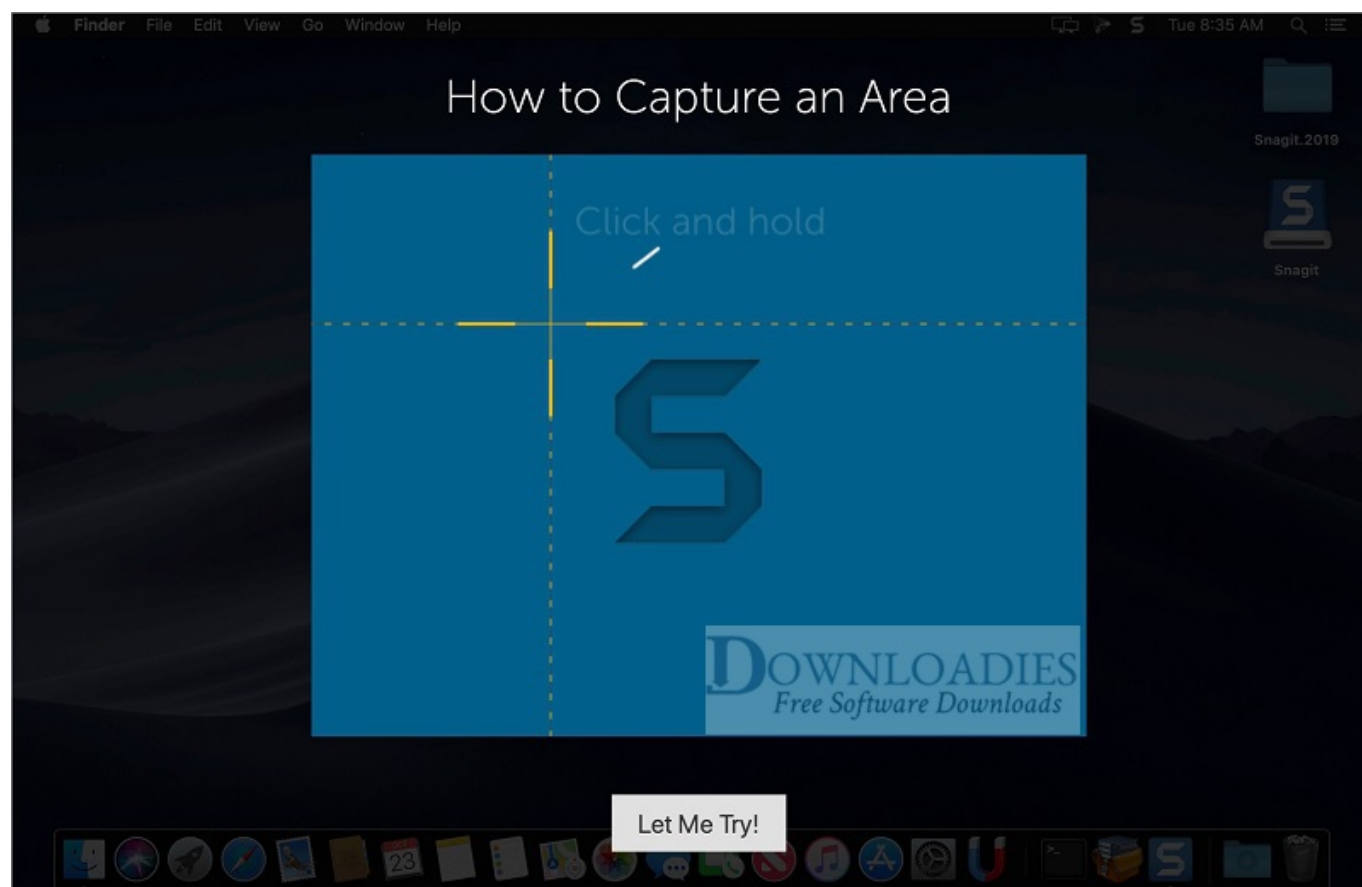 Finder File Edit View Go Window Help Tue 8:35 AM
How to Capture an Area
Snagit.2019
Click and hold
Snagit
DOWNLOADIES
Free Software Downloads
Let Me Try!
23